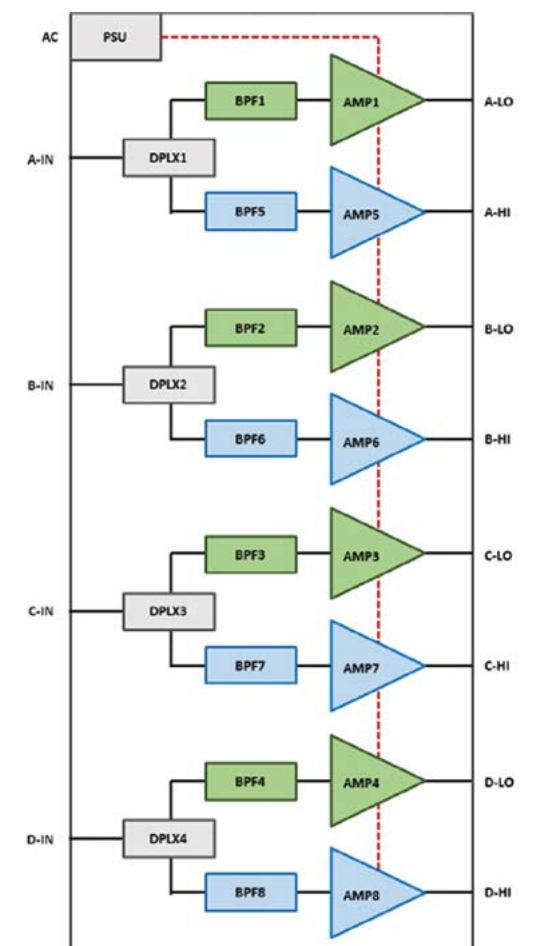 AC PSU
BPF1 AMP1 A-LO
A-IN DPLX1
BPF5 AMP5 A-HI
BPF2 AMP2 B-LO
B-IN DPLX2
BPF6 AMP6 B-HI
BPF3 AMP3 C-LO
C-IN DPLX3
BPF7 AMP7 C-HI
BPF4 AMP4 D-LO
D-IN DPLX4
BPF8 AMP8 D-HI